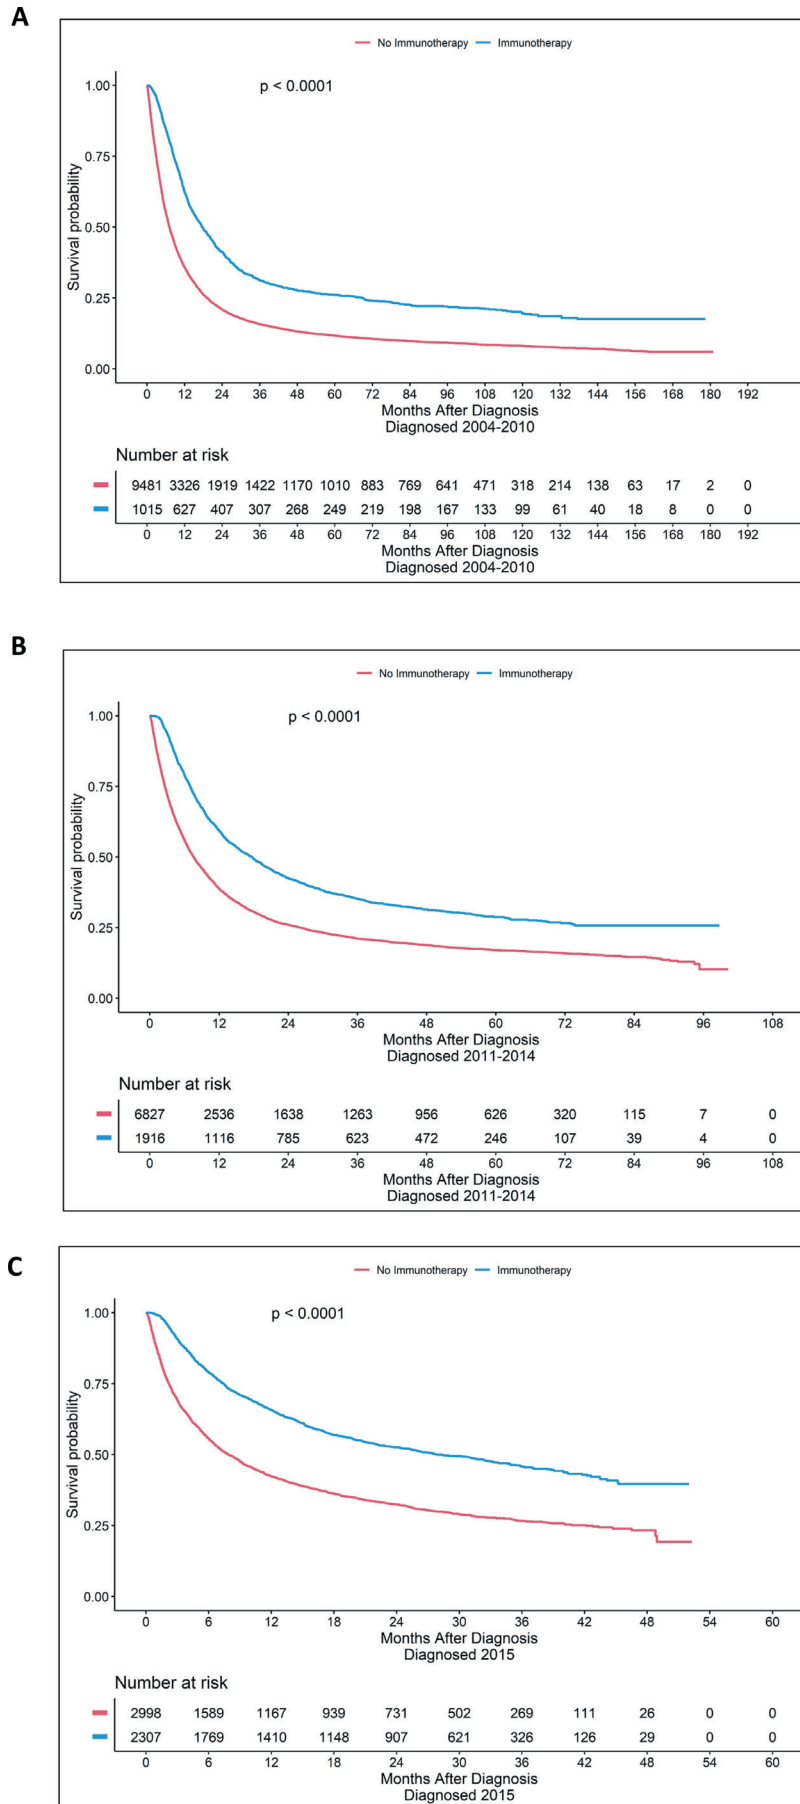 A
No Immunotherapy Immunotherapy
p < 0.0001
Survival probability
1.00
0.75
0.50
0.25
0.00
0 12 24 36 48 60 72 84 96 108 120 132 144 156 168 180 192
Months After Diagnosis
Diagnosed 2004-2010
Number at risk
9481 3326 1919 1422 1170 1010 883 769 641 471 318 214 138 63 17 2 0
1015 627 407 307 268 249 219 198 167 133 99 61 40 18 8 0 0
0 12 24 36 48 60 72 84 96 108 120 132 144 156 168 180 192
Months After Diagnosis
Diagnosed 2004-2010
B
No Immunotherapy Immunotherapy
p < 0.0001
Survival probability
1.00
0.75
0.50
0.25
0.00
0 12 24 36 48 60 72 84 96 108
Months After Diagnosis
Diagnosed 2011-2014
Number at risk
6827 2536 1638 1263 956 626 320 115 7 0
1916 1116 785 623 472 246 107 39 4 0
0 12 24 36 48 60 72 84 96 108
Months After Diagnosis
Diagnosed 2011-2014
C
No Immunotherapy Immunotherapy
p < 0.0001
Survival probability
1.00
0.75
0.50
0.25
0.00
0 6 12 18 24 30 36 42 48 54 60
Months After Diagnosis
Diagnosed 2015
Number at risk
2998 1589 1167 939 731 502 269 111 26 0 0
2307 1769 1410 1148 907 621 326 126 29 0 0
0 6 12 18 24 30 36 42 48 54 60
Months After Diagnosis
Diagnosed 2015